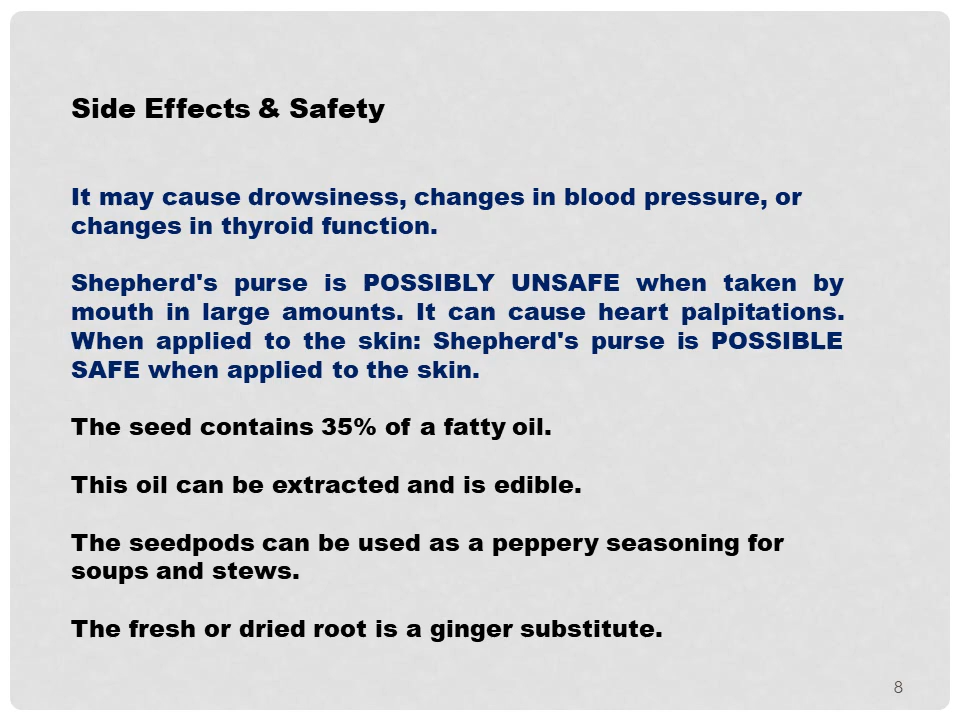 Side Effects & Safety
It may cause drowsiness, changes in blood pressure, or
changes in thyroid function.
Shepherd's purse is POSSIBLY UNSAFE when taken by
mouth in large amounts. It can cause heart palpitations.
When applied to the skin: Shepherd's purse is POSSIBLE
SAFE when applied to the skin.
The seed contains 35% of a fatty oil.
This oil can be extracted and is edible.
The seedpods can be used as a peppery seasoning for
soups and stews.
The fresh or dried root is a ginger substitute.
8